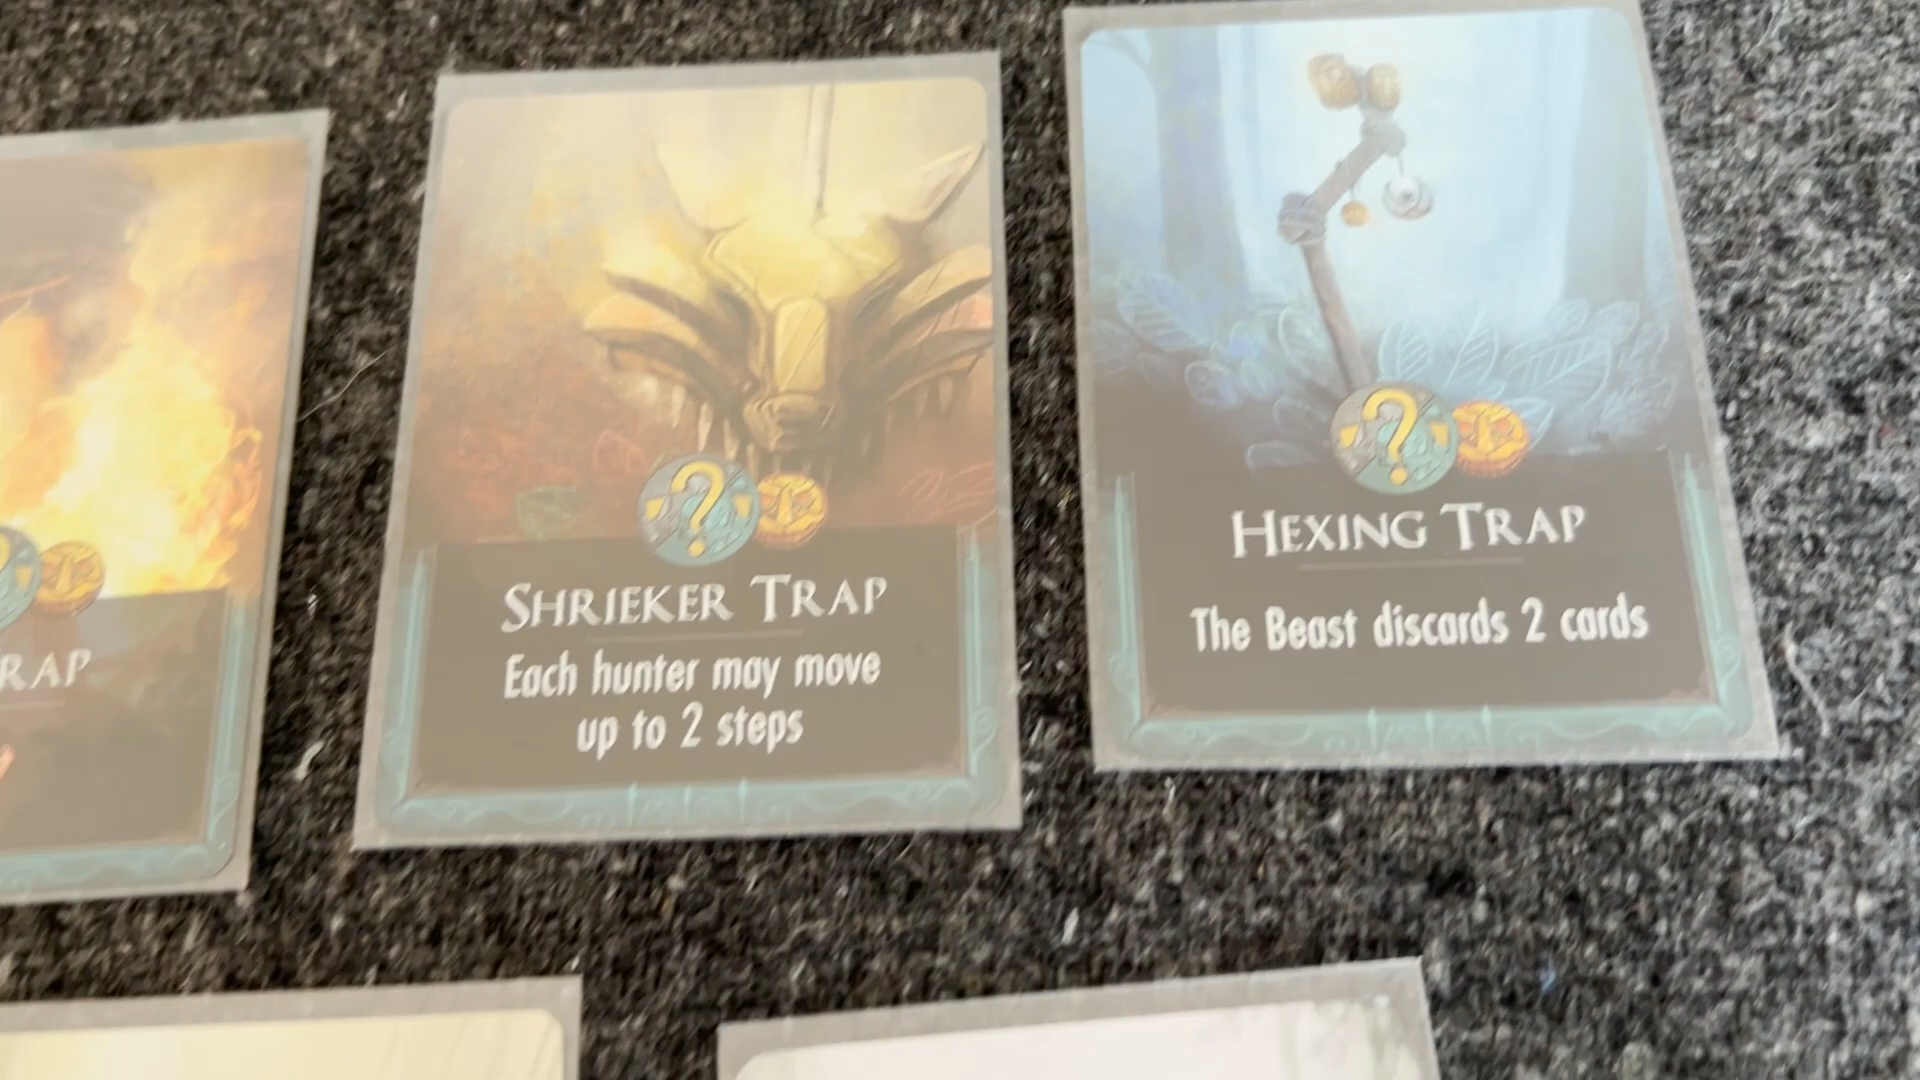 RAP
SHRIEKER TRAP
Each hunter may move
up to 2 steps
HEXING TRAP
The Beast discards 2 cards